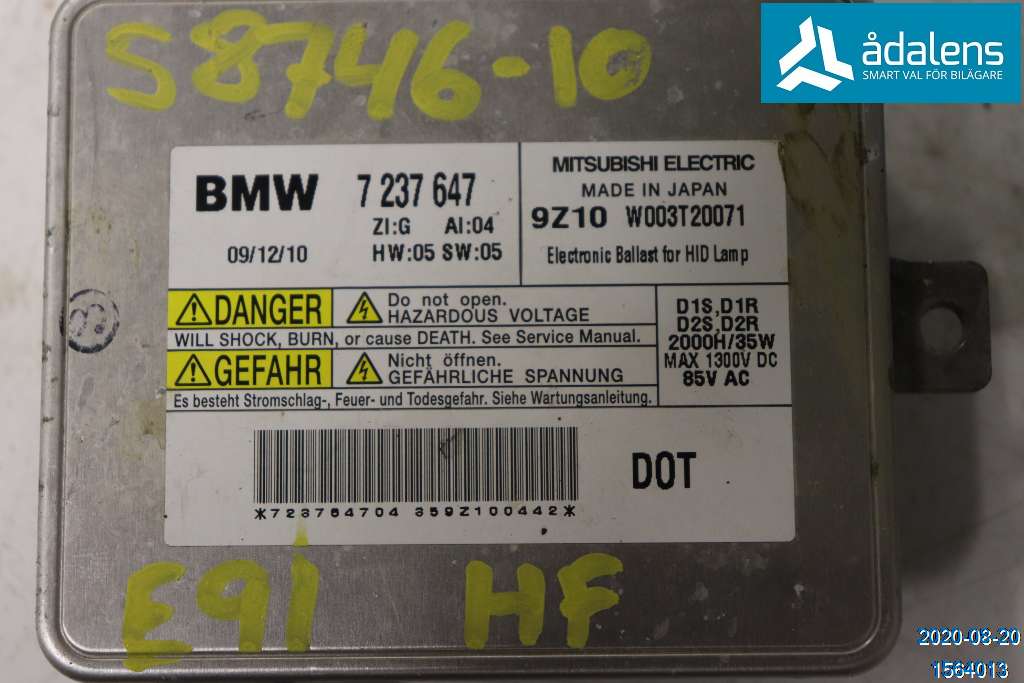 S8746-10
ådalens
SMART VAL FÖR BILÄGARE
BMW 7 237 647
ZI:G AI:04
09/12/10 HW:05 SW:05
MITSUBISHI ELECTRIC
MADE IN JAPAN
9Z10 W003T20071
Electronic Ballast for HID Lamp
DANGER Do not open.
HAZARDOUS VOLTAGE
WILL SHOCK, BURN, or cause DEATH. See Service Manual.
GEFAHR Nicht öffnen.
GEFÄHRLICHE SPANNUNG
Es besteht Stromschlag-, Feuer- und Todesgefahr. Siehe Wartungsanleitung.
D1S,D1R
D2S,D2R
2000H/35W
MAX 1300V DC
85V AC
*723764704 359Z100442*
DOT
E91 HF
2020-08-20
1564013